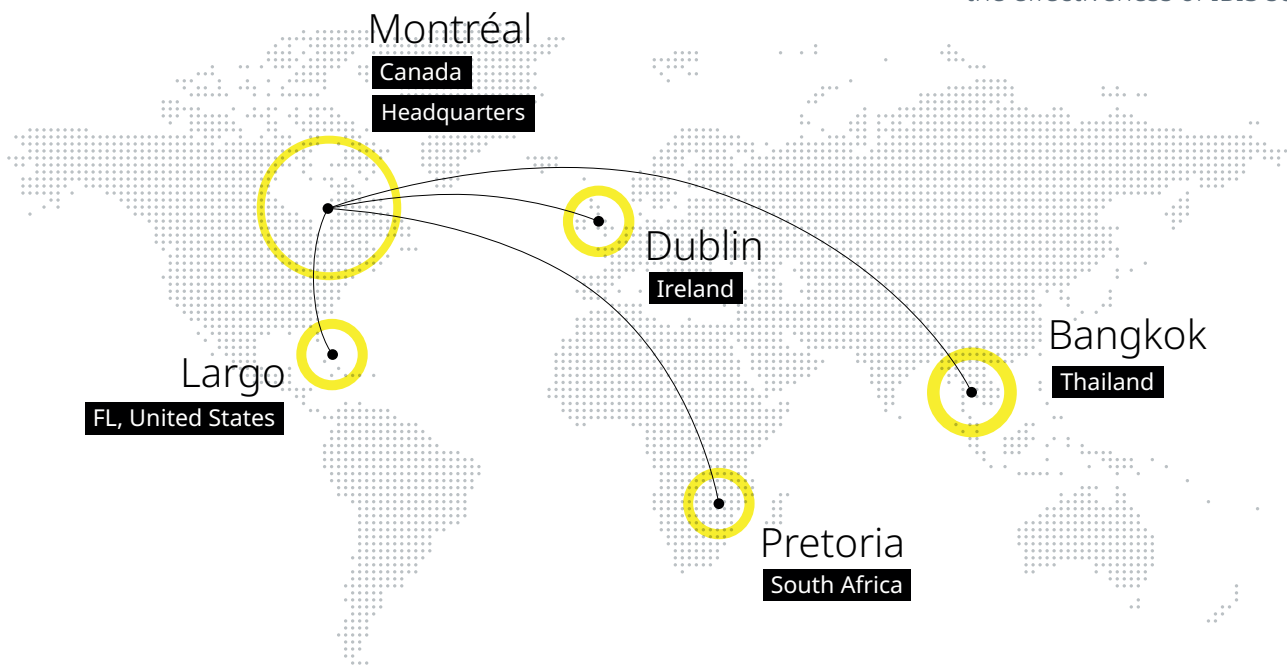 Montréal
Canada
Headquarters
Dublin
Ireland
Bangkok
Thailand
Largo
FL, United States
Pretoria
South Africa